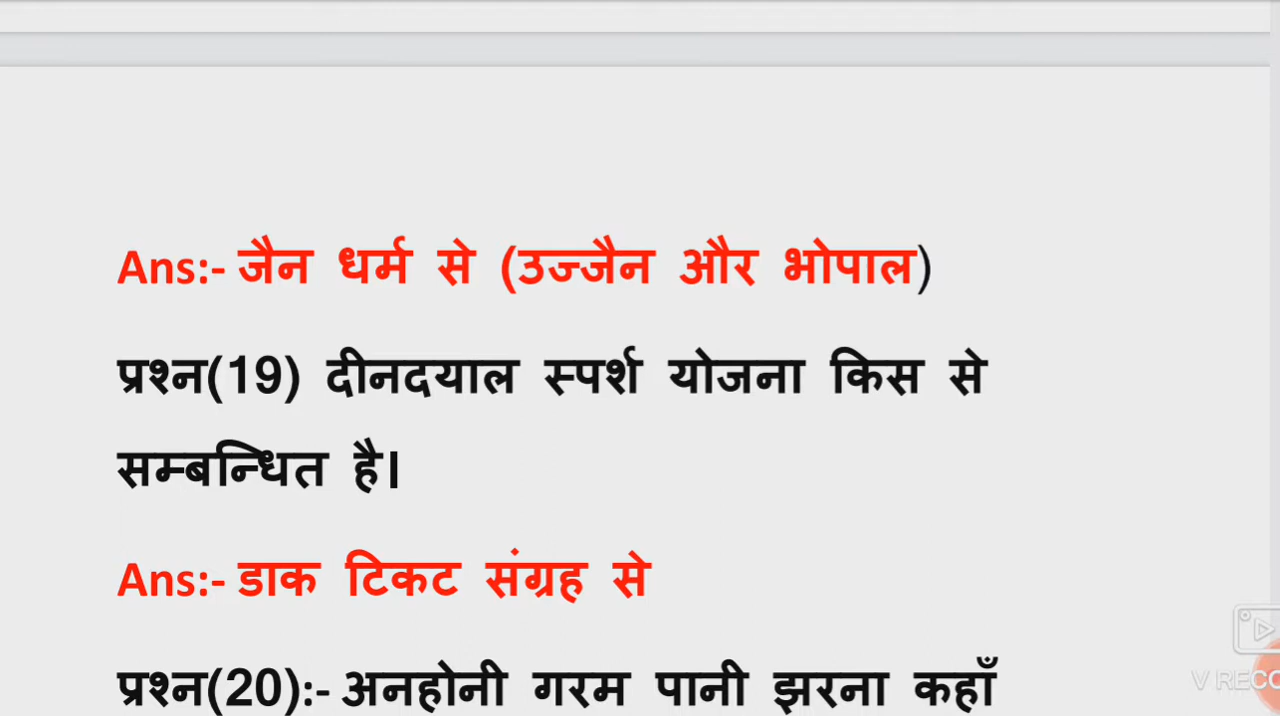 Ans:- जैन धर्म से (उज्जैन और भोपाल)
प्रश्न(19) दीनदयाल स्पर्श योजना किस से
सम्बन्धित है।
Ans:- डाक टिकट संग्रह से
प्रश्न(20):- अनहोनी गरम पानी झरना कहाँ
V RECO